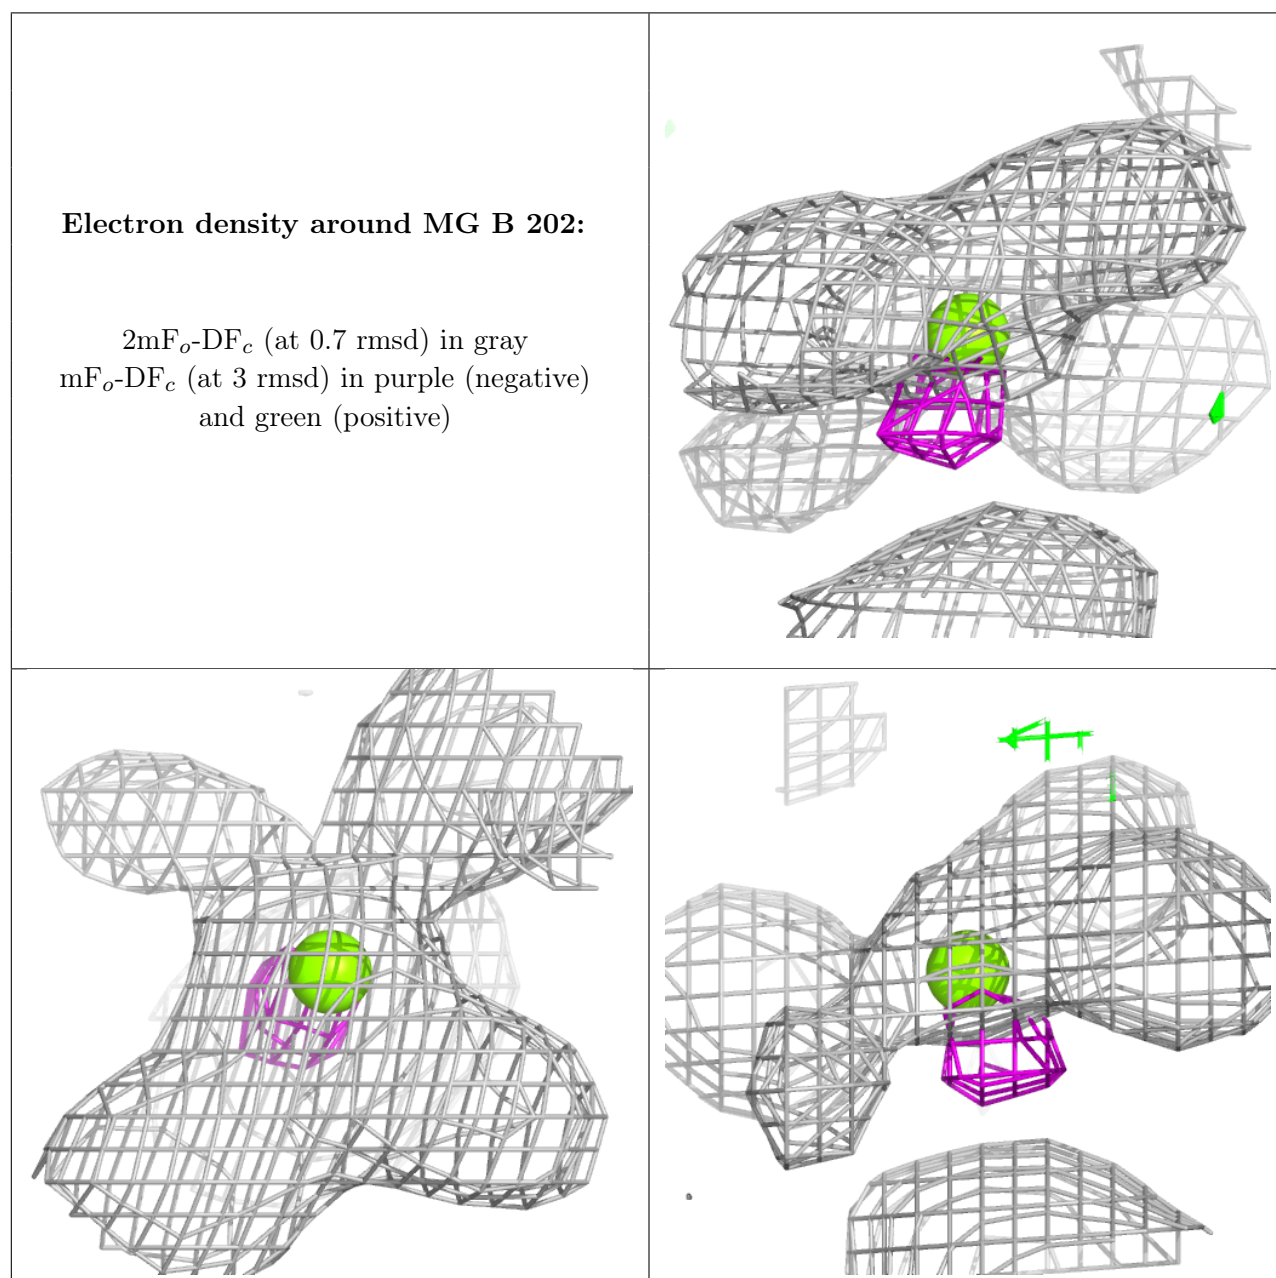 Electron density around MG B 202:
2mFo-DFc (at 0.7 rmsd) in gray
mFo-DFc (at 3 rmsd) in purple (negative)
and green (positive)